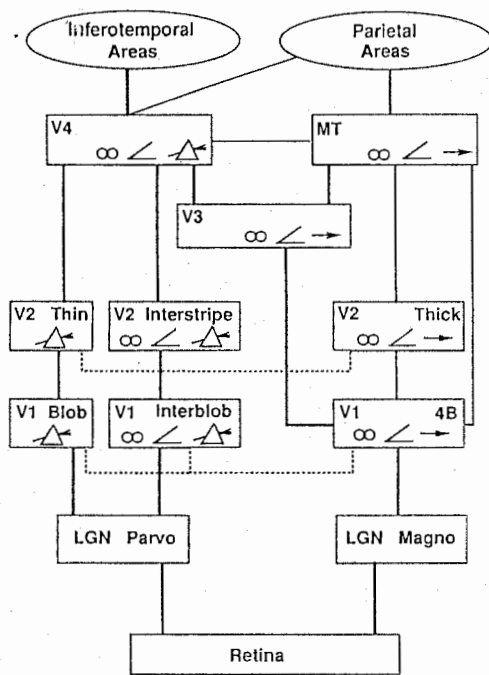 Inferotemporal Areas
Parietal Areas
V4
MT
V3
V2 Thin
V2 Interstripe
V2 Thick
V1 Blob
V1 Interblob
V1 4B
LGN Parvo
LGN Magno
Retina